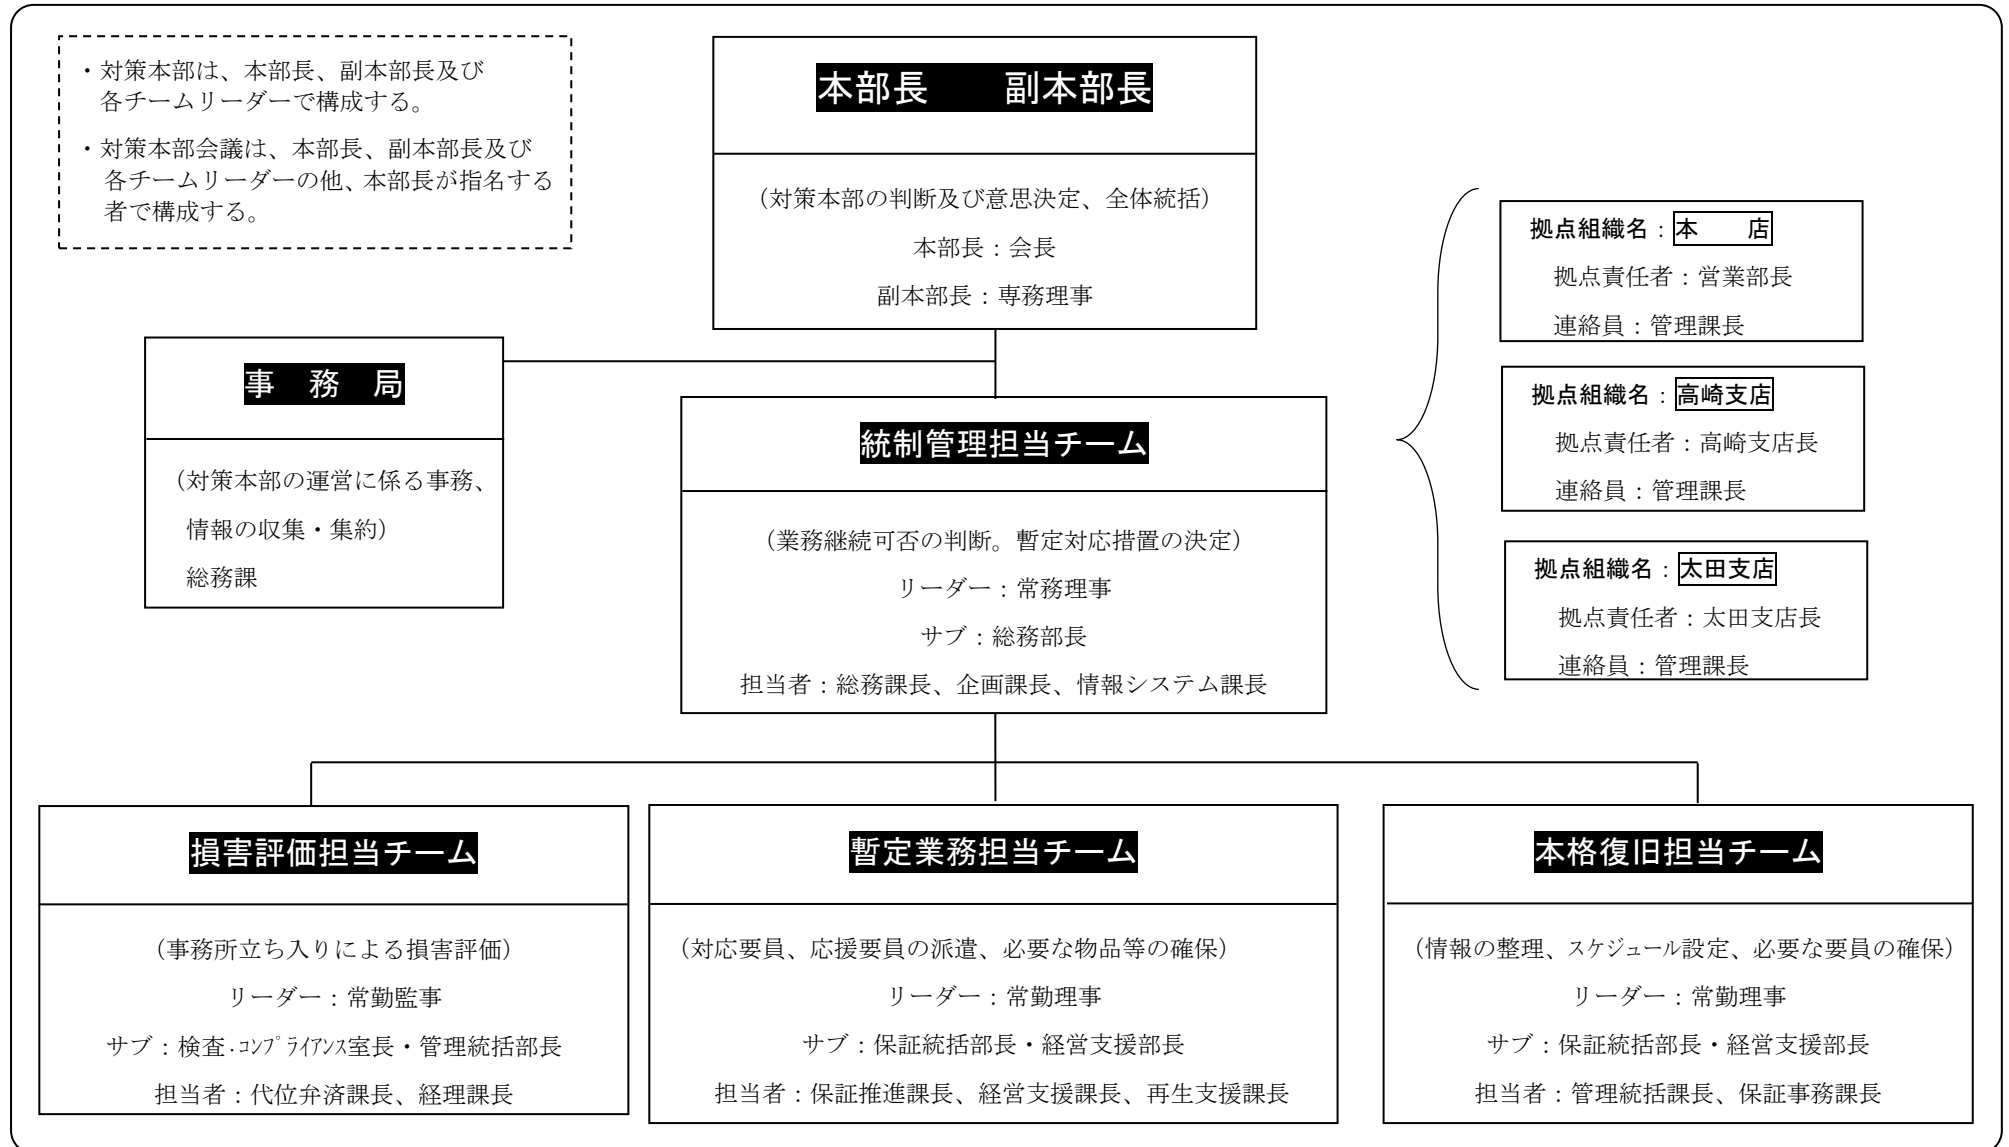 ・対策本部は、本部長、副本部長及び
各チームリーダーで構成する。
・対策本部会議は、本部長、副本部長及び
各チームリーダーの他、本部長が指名する
者で構成する。
本部長　　副本部長
（対策本部の判断及び意思決定、全体統括）
本部長：会長
副本部長：専務理事
事　務　局
（対策本部の運営に係る事務、
情報の収集・集約）
総務課
統制管理担当チーム
（業務継続可否の判断。暫定対応措置の決定）
リーダー：常務理事
サブ：総務部長
担当者：総務課長、企画課長、情報システム課長
拠点組織名：本　　店
拠点責任者：営業部長
連絡員：管理課長
拠点組織名：高崎支店
拠点責任者：高崎支店長
連絡員：管理課長
拠点組織名：太田支店
拠点責任者：太田支店長
連絡員：管理課長
損害評価担当チーム
（事務所立ち入りによる損害評価）
リーダー：常勤監事
サブ：検査･ｺﾝﾌﾟﾗｲｱﾝｽ室長・管理統括部長
担当者：代位弁済課長、経理課長
暫定業務担当チーム
（対応要員、応援要員の派遣、必要な物品等の確保）
リーダー：常勤理事
サブ：保証統括部長・経営支援部長
担当者：保証推進課長、経営支援課長、再生支援課長
本格復旧担当チーム
（情報の整理、スケジュール設定、必要な要員の確保）
リーダー：常勤理事
サブ：保証統括部長・経営支援部長
担当者：管理統括課長、保証事務課長